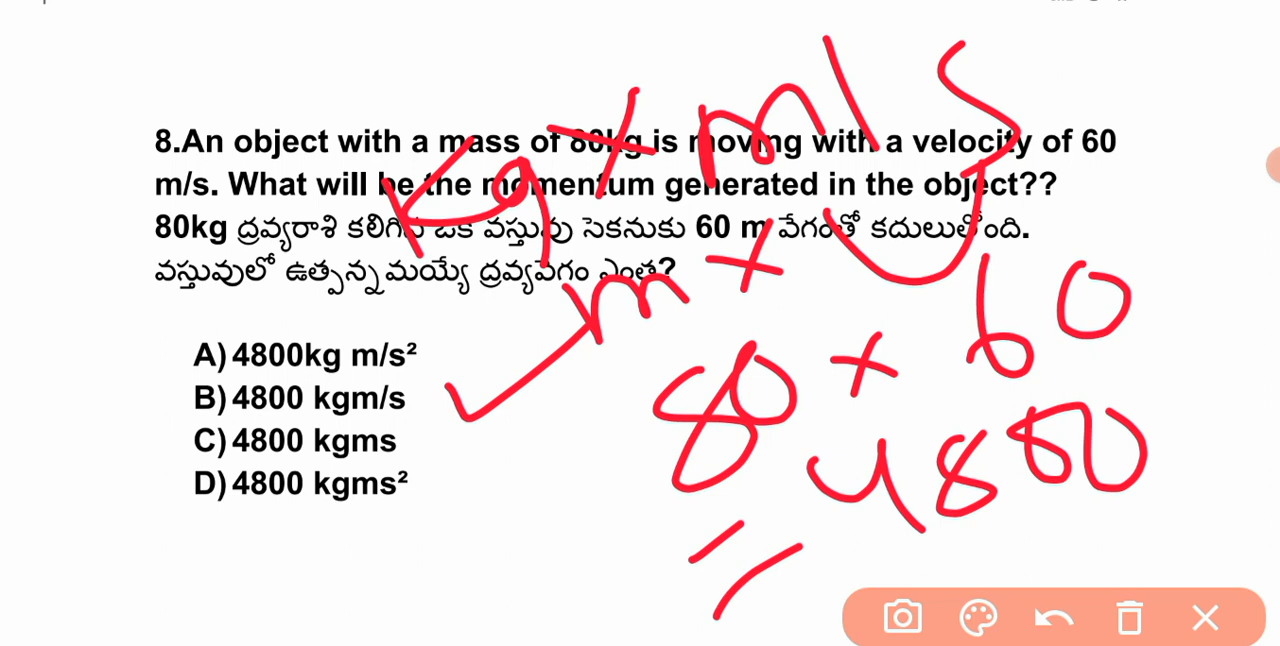 8.An object with a mass of 80kg is moving with a velocity of 60
m/s. What will be the momentum generated in the object??
80kg ద్రవ్యరాశి కలిగిన ఒక వస్తువు సెకనుకు 60 m వేగంతో కదులుతోంది.
వస్తువులో ఉత్పన్నమయ్యే ద్రవ్యవేగం ఎంత?
A) 4800kg m/s²
B) 4800 kgm/s
C) 4800 kgms
D) 4800 kgms²
Kg × m/s
m × v
80 × 60
= 4800